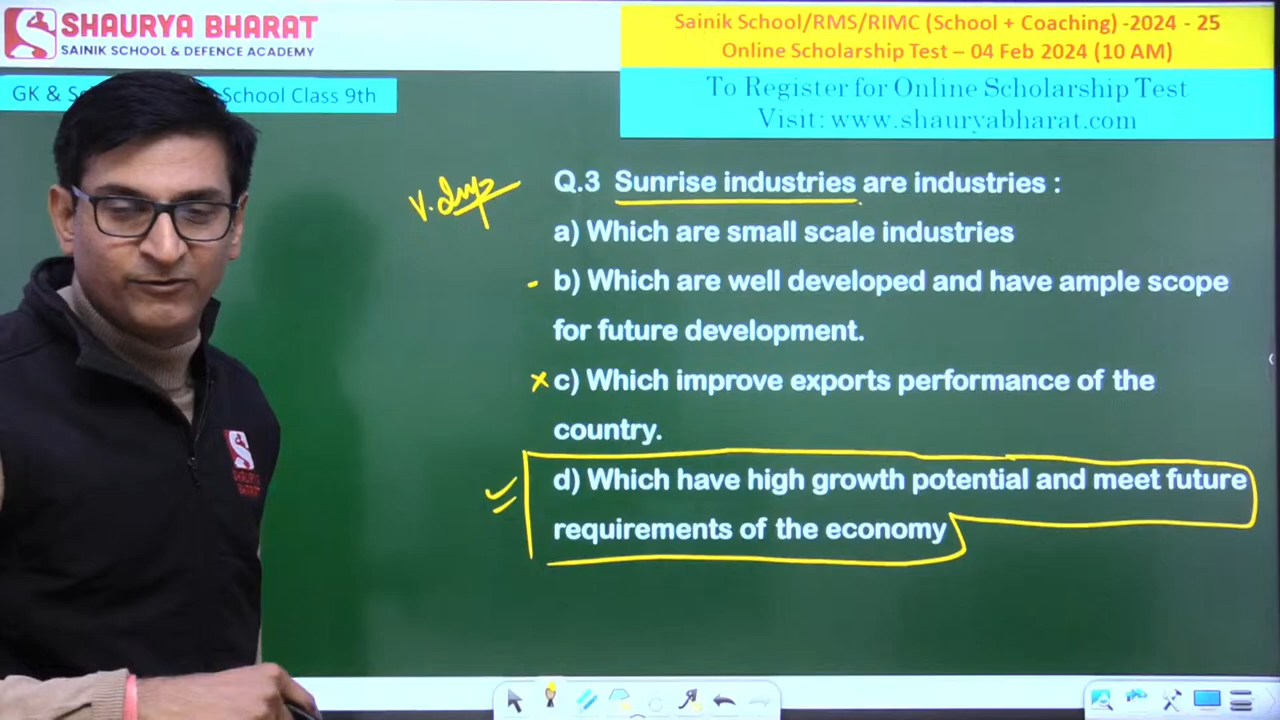 SHAURYA BHARAT
SAINIK SCHOOL & DEFENCE ACADEMY
Sainik School/RMS/RIMC (School + Coaching) -2024 - 25
Online Scholarship Test – 04 Feb 2024 (10 AM)
GK & School Class 9th
To Register for Online Scholarship Test
Visit: www.shauryabharat.com
V. Imp
Q.3 Sunrise industries are industries :
a) Which are small scale industries
b) Which are well developed and have ample scope
for future development.
c) Which improve exports performance of the
country.
d) Which have high growth potential and meet future
requirements of the economy
SHAURYA
BHARAT